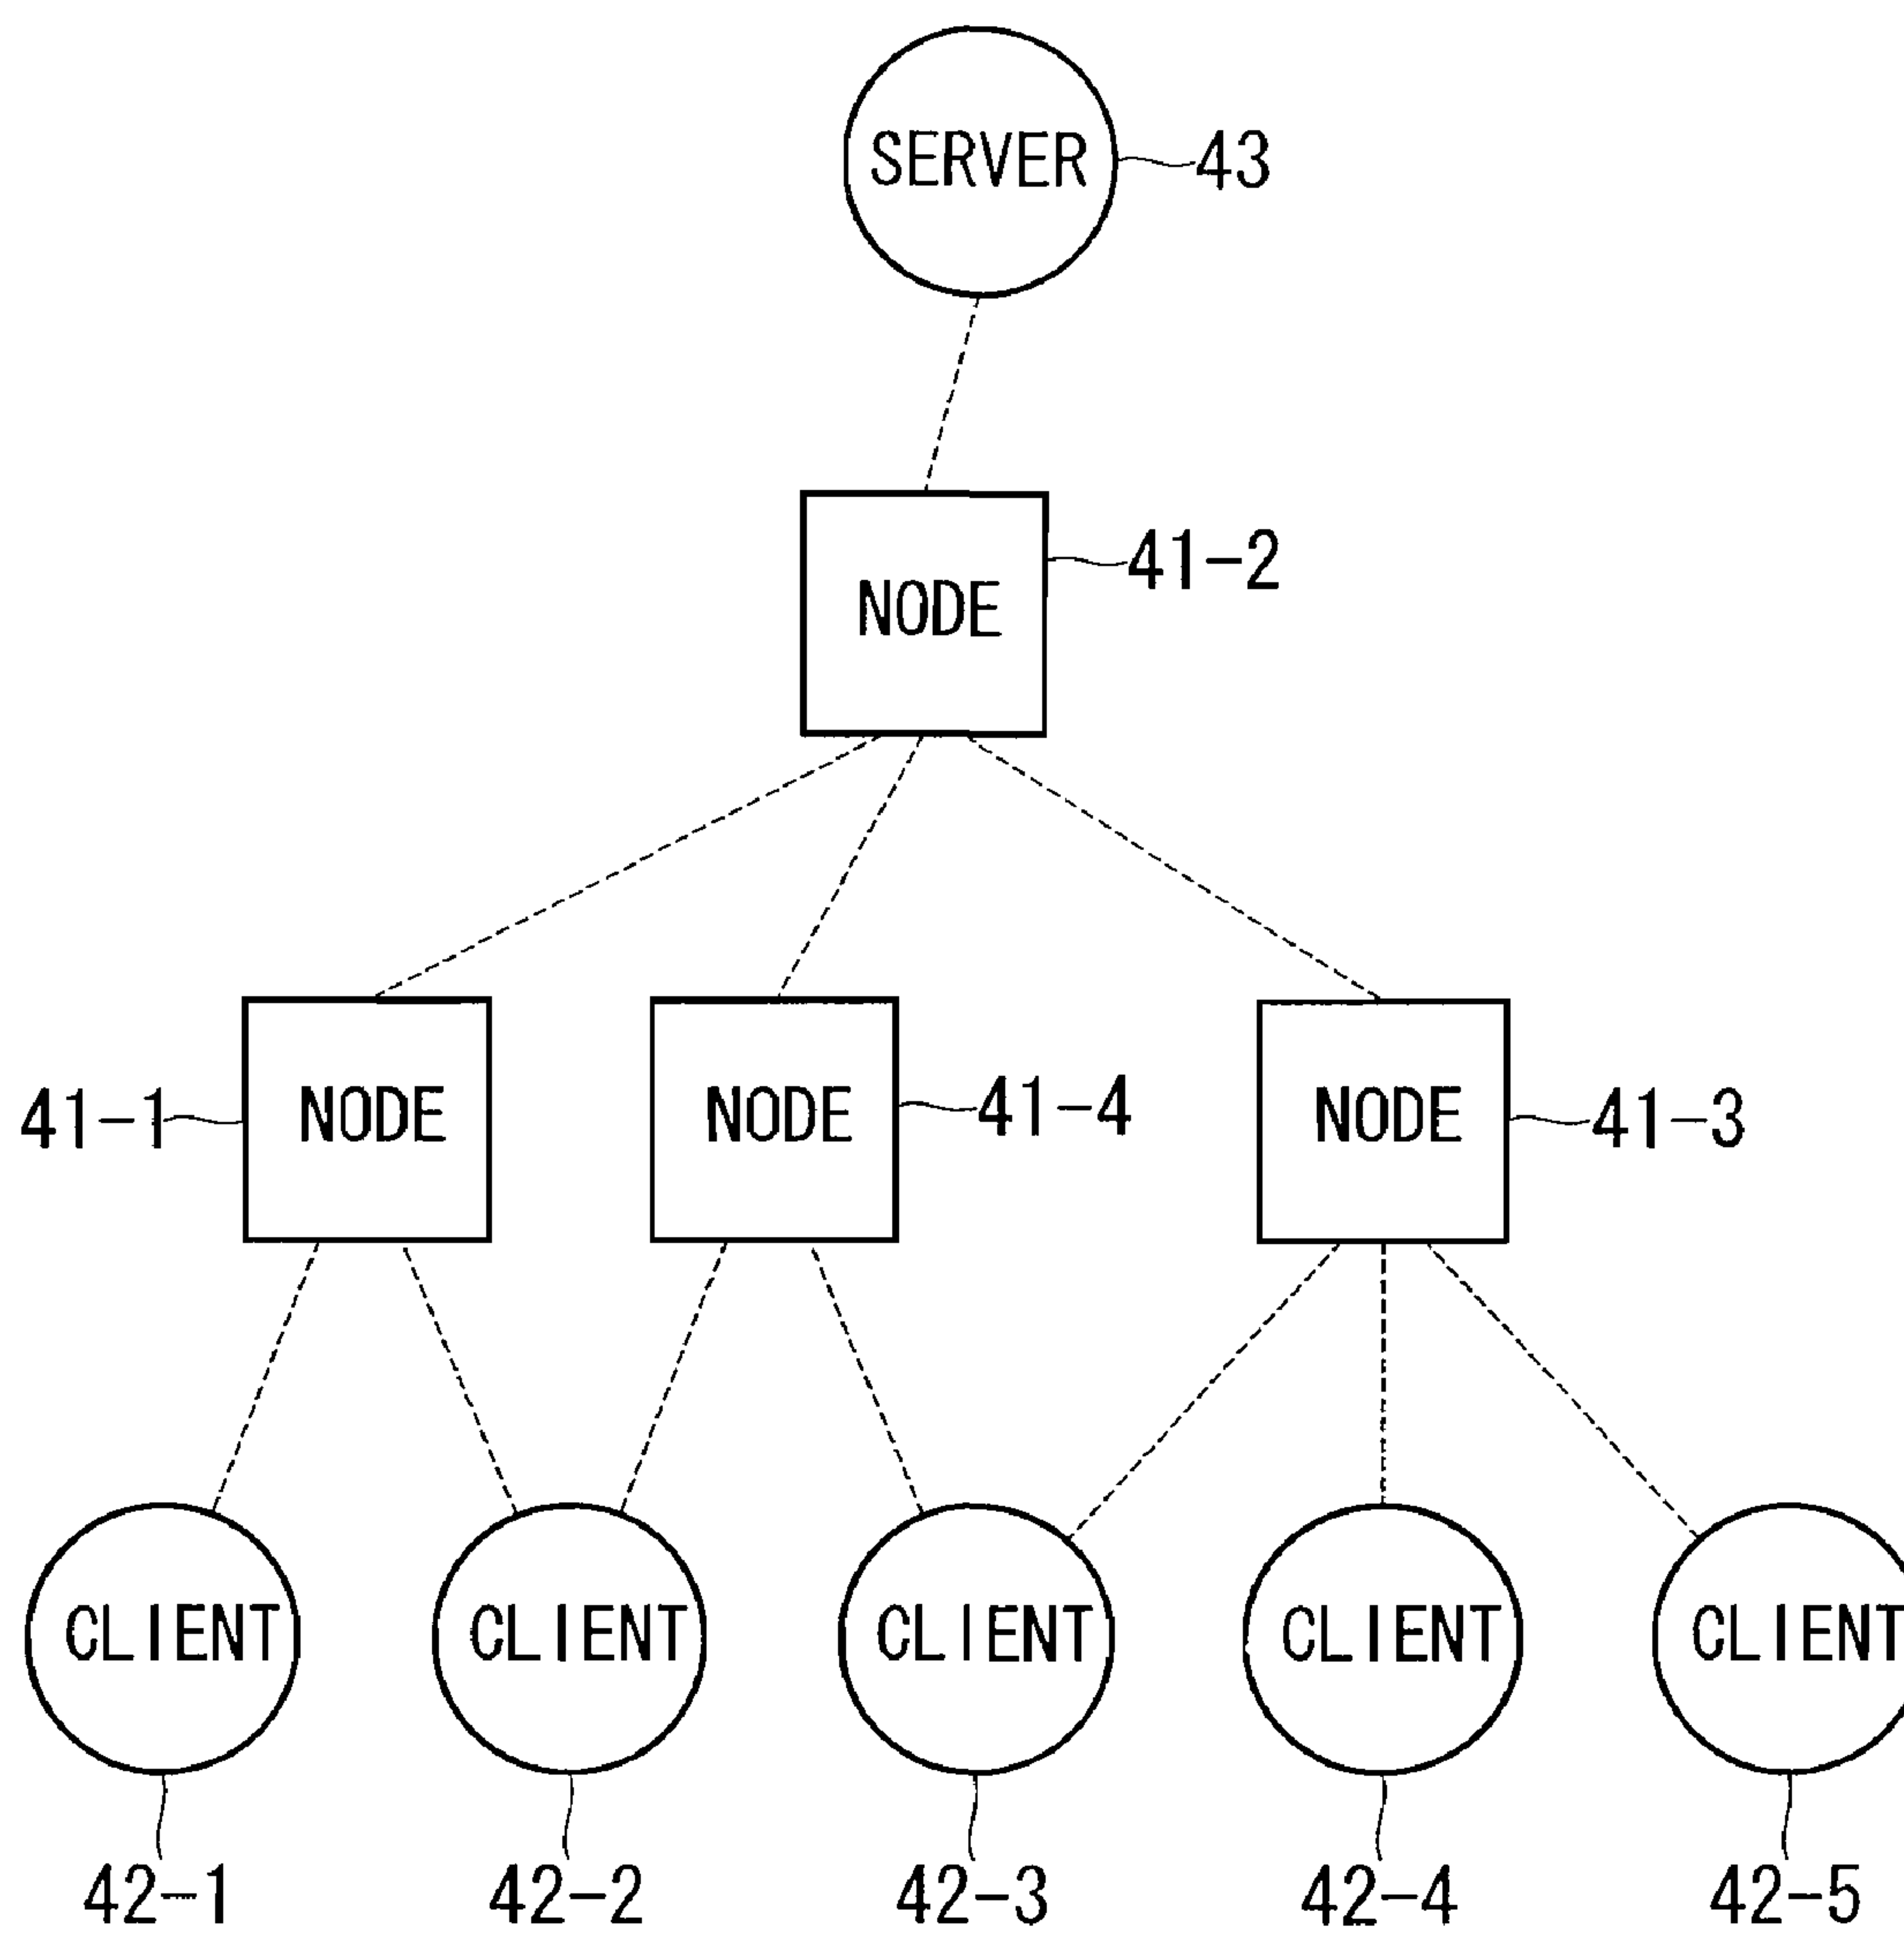 SERVER
43
41-2
NODE
41-1
NODE
NODE
41-4
NODE
41-3
CLIENT
CLIENT
CLIENT
CLIENT
CLIENT
42-1
42-2
42-3
42-4
42-5